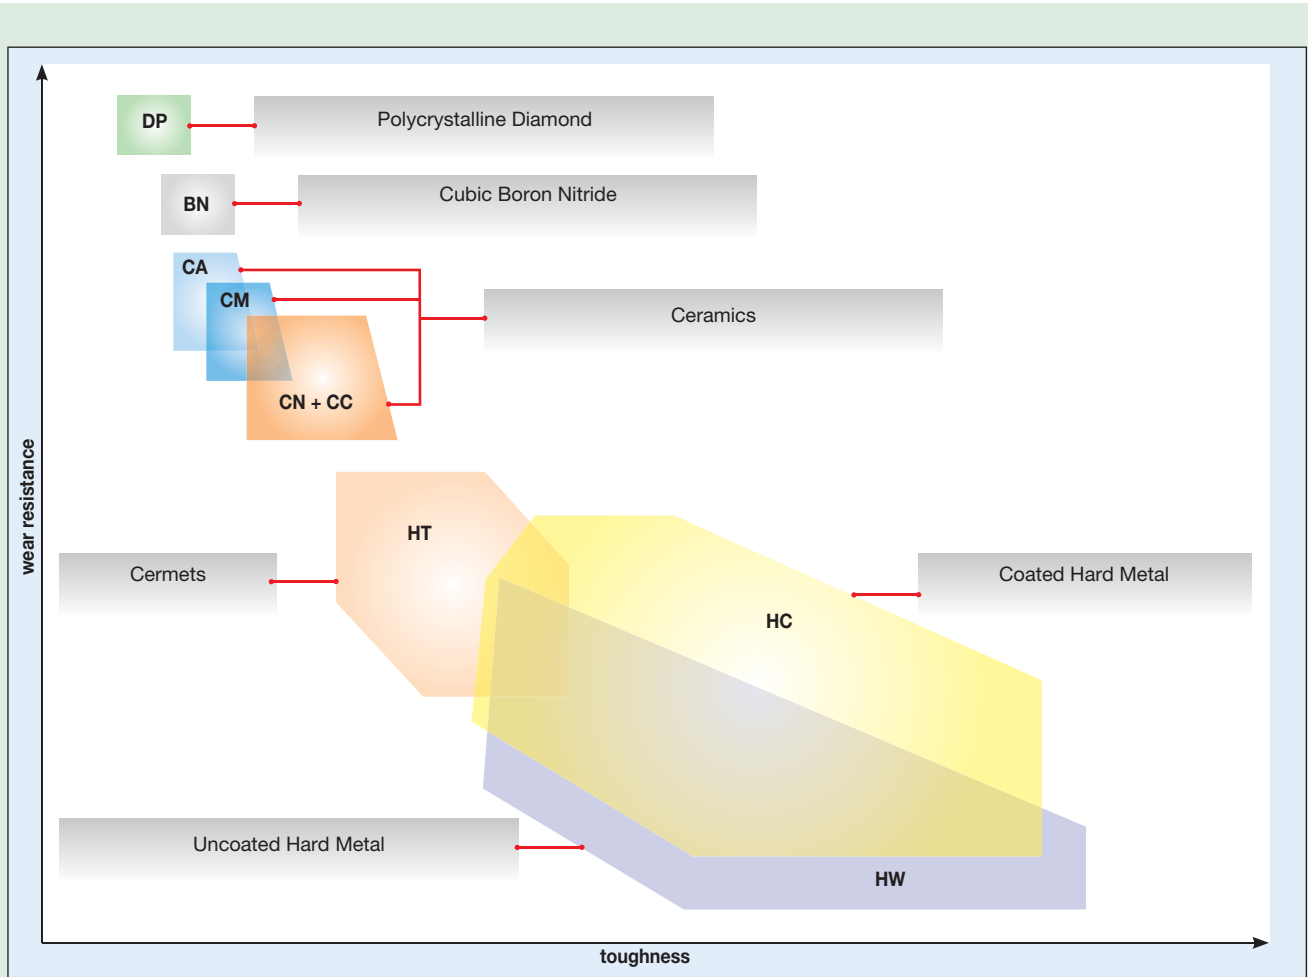 DP
Polycrystalline Diamond
BN
Cubic Boron Nitride
CA
CM
Ceramics
CN + CC
wear resistance
HT
Cermets
Coated Hard Metal
HC
Uncoated Hard Metal
HW
toughness